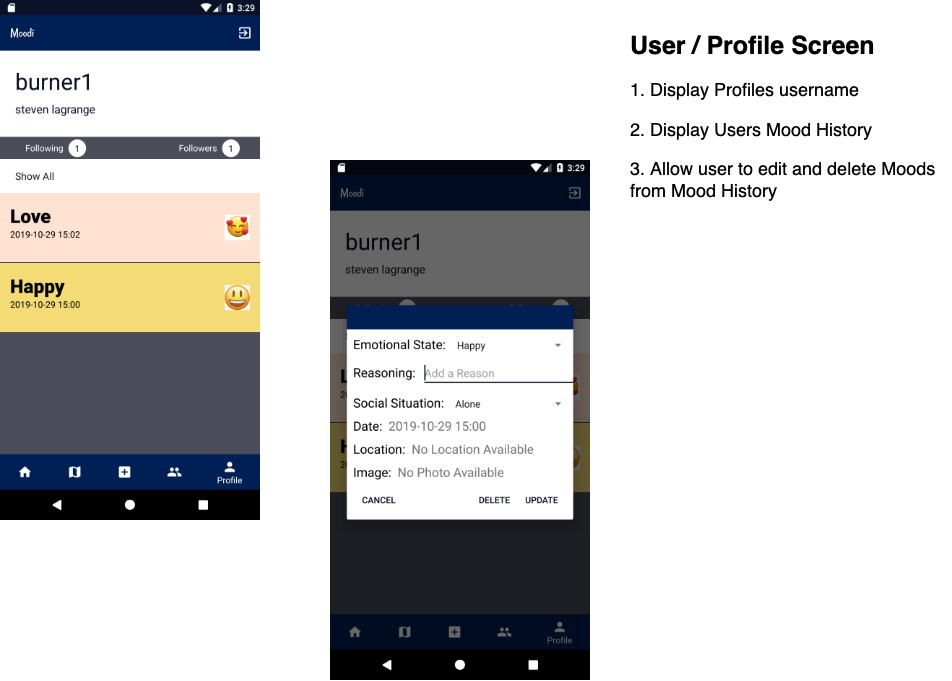 3:29
Moodi
burner1
steven lagrange
Following 1 Followers 1
Show All
Love
2019-10-29 15:02
Happy
2019-10-29 15:00
Profile
3:29
Moodi
burner1
steven lagrange
Emotional State: Happy
Reasoning: Add a Reason
Social Situation: Alone
Date: 2019-10-29 15:00
Location: No Location Available
Image: No Photo Available
CANCEL DELETE UPDATE
Profile
User / Profile Screen
1. Display Profiles username
2. Display Users Mood History
3. Allow user to edit and delete Moods
from Mood History